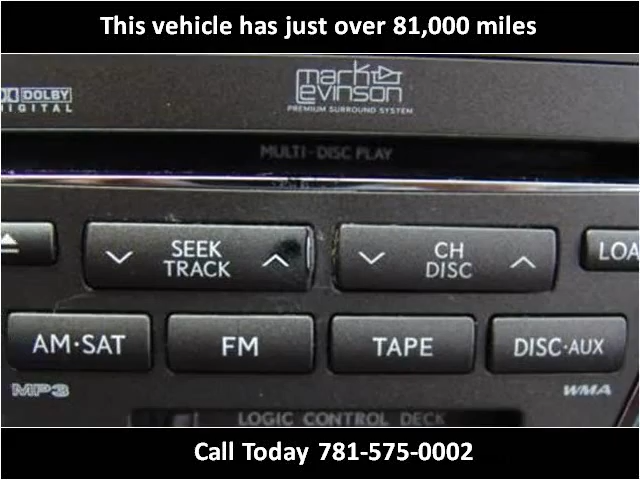 This vehicle has just over 81,000 miles
DOLBY
DIGITAL
mark
Levinson
PREMIUM SURROUND SYSTEM
MULTI-DISC PLAY
SEEK
TRACK
CH
DISC
LOA
AM·SAT
FM
TAPE
DISC·AUX
MP3
WMA
LOGIC CONTROL DECK
Call Today 781-575-0002